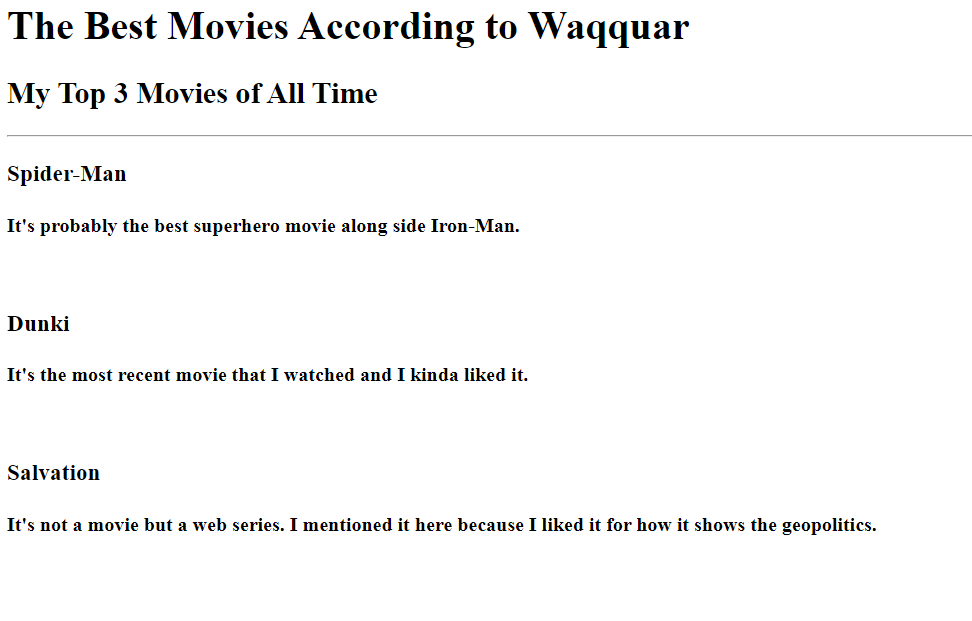 The Best Movies According to Waqquar
My Top 3 Movies of All Time
Spider-Man
It's probably the best superhero movie along side Iron-Man.
Dunki
It's the most recent movie that I watched and I kinda liked it.
Salvation
It's not a movie but a web series. I mentioned it here because I liked it for how it shows the geopolitics.